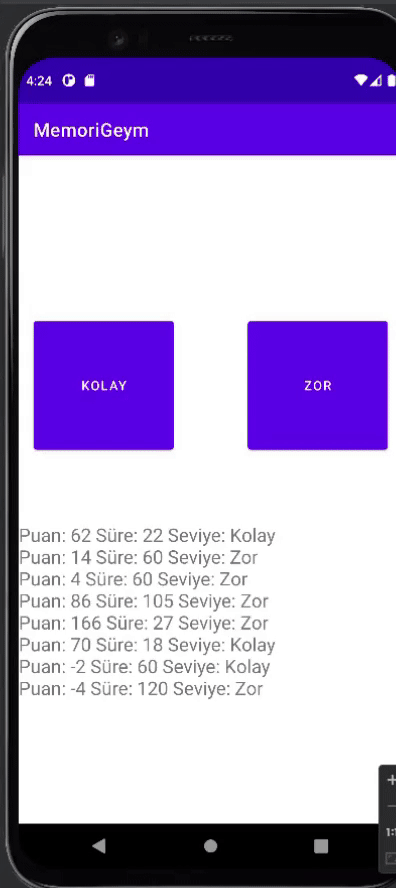 4:24
MemoriGeym
KOLAY
ZOR
Puan: 62 Süre: 22 Seviye: Kolay
Puan: 14 Süre: 60 Seviye: Zor
Puan: 4 Süre: 60 Seviye: Zor
Puan: 86 Süre: 105 Seviye: Zor
Puan: 166 Süre: 27 Seviye: Zor
Puan: 70 Süre: 18 Seviye: Kolay
Puan: -2 Süre: 60 Seviye: Kolay
Puan: -4 Süre: 120 Seviye: Zor